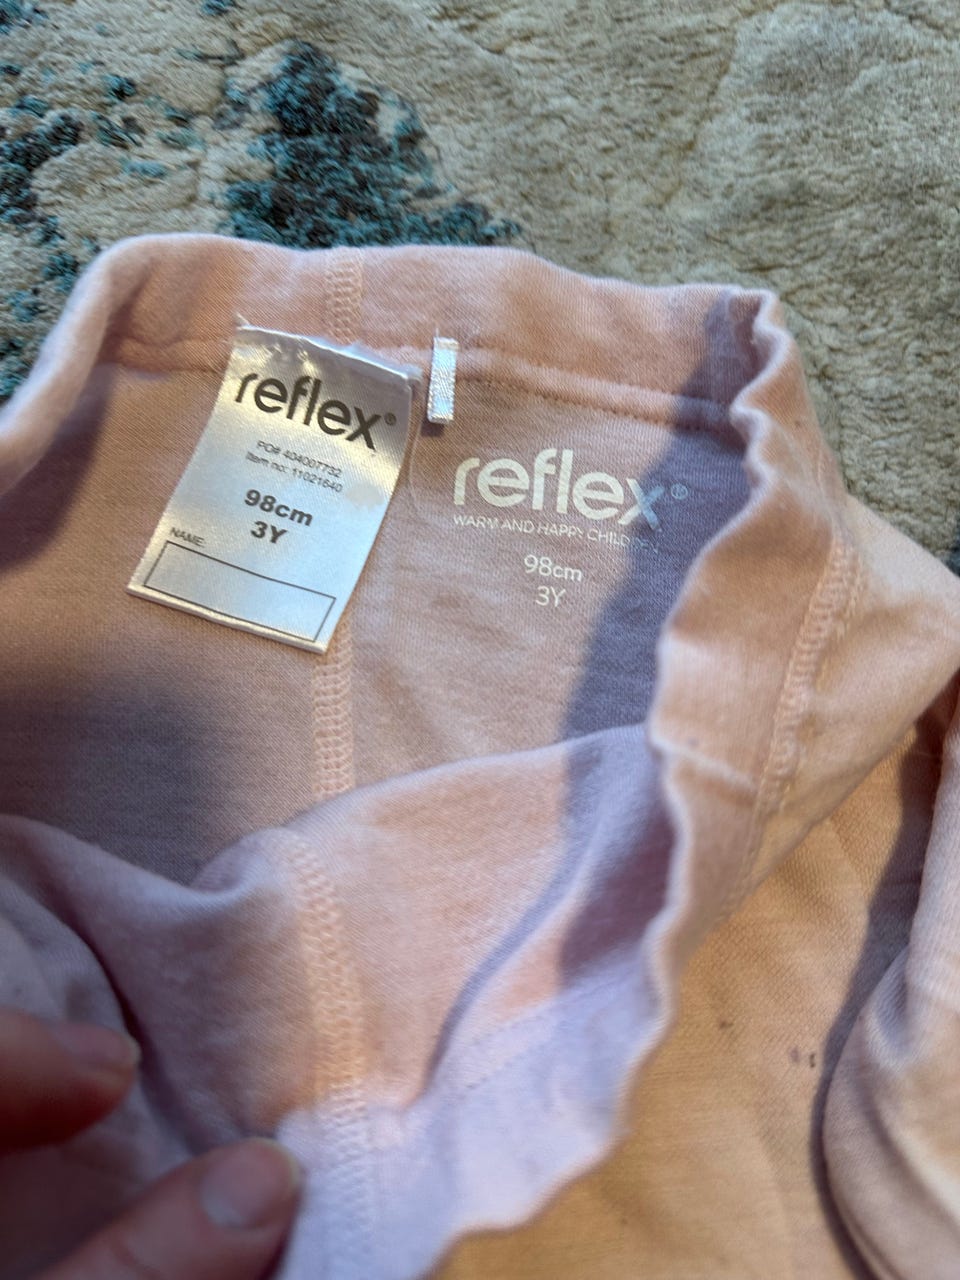 reflex®
PO# 404007732
Item no: 11021640
98cm
3Y
NAME:
reflex®
WARM AND HAPPY CHILDREN
98cm
3Y